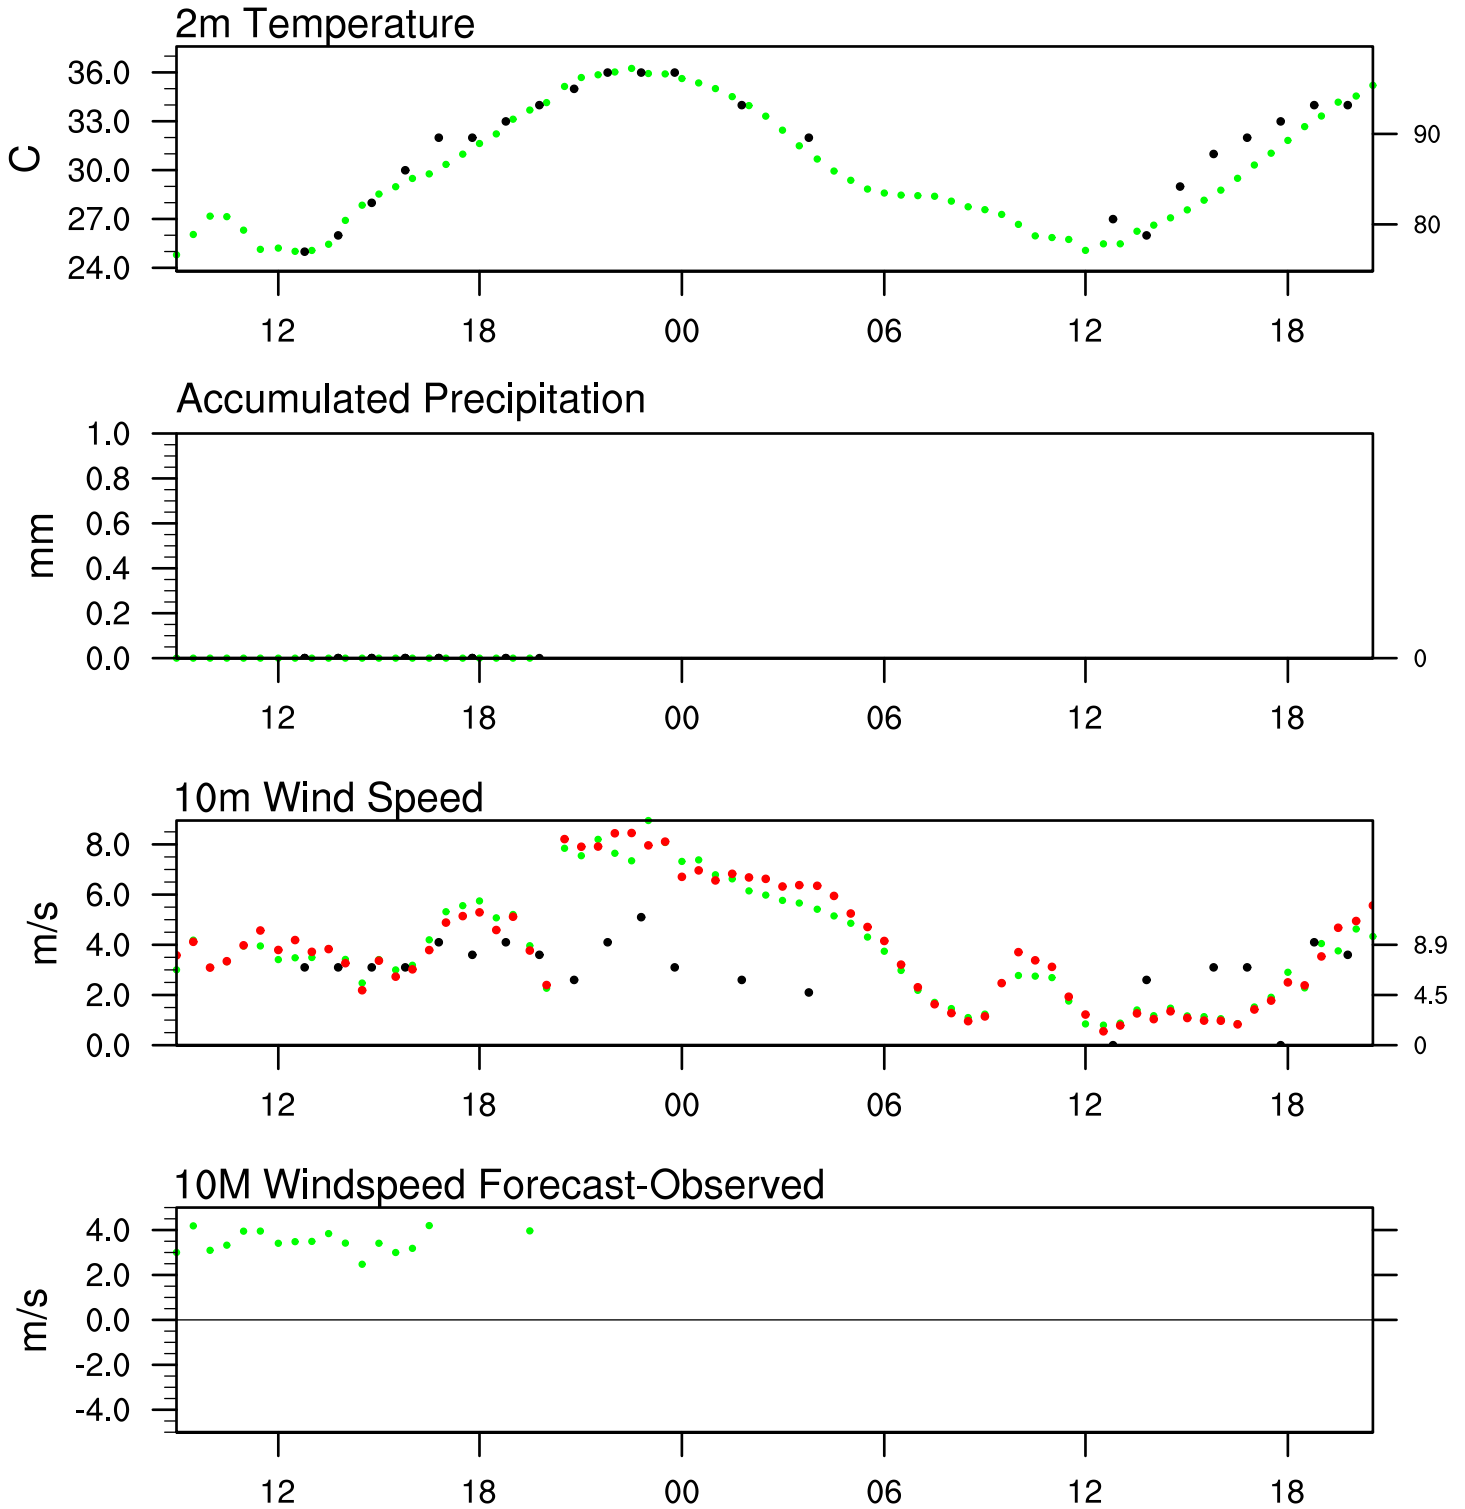 2m Temperature
36.0
33.0
30.0
27.0
24.0
C
90
80
12 18 00 06 12 18
Accumulated Precipitation
1.0
0.8
0.6
0.4
0.2
0.0
mm
0
12 18 00 06 12 18
10m Wind Speed
8.0
6.0
4.0
2.0
0.0
m/s
8.9
4.5
0
12 18 00 06 12 18
10M Windspeed Forecast-Observed
4.0
2.0
0.0
-2.0
-4.0
m/s
12 18 00 06 12 18